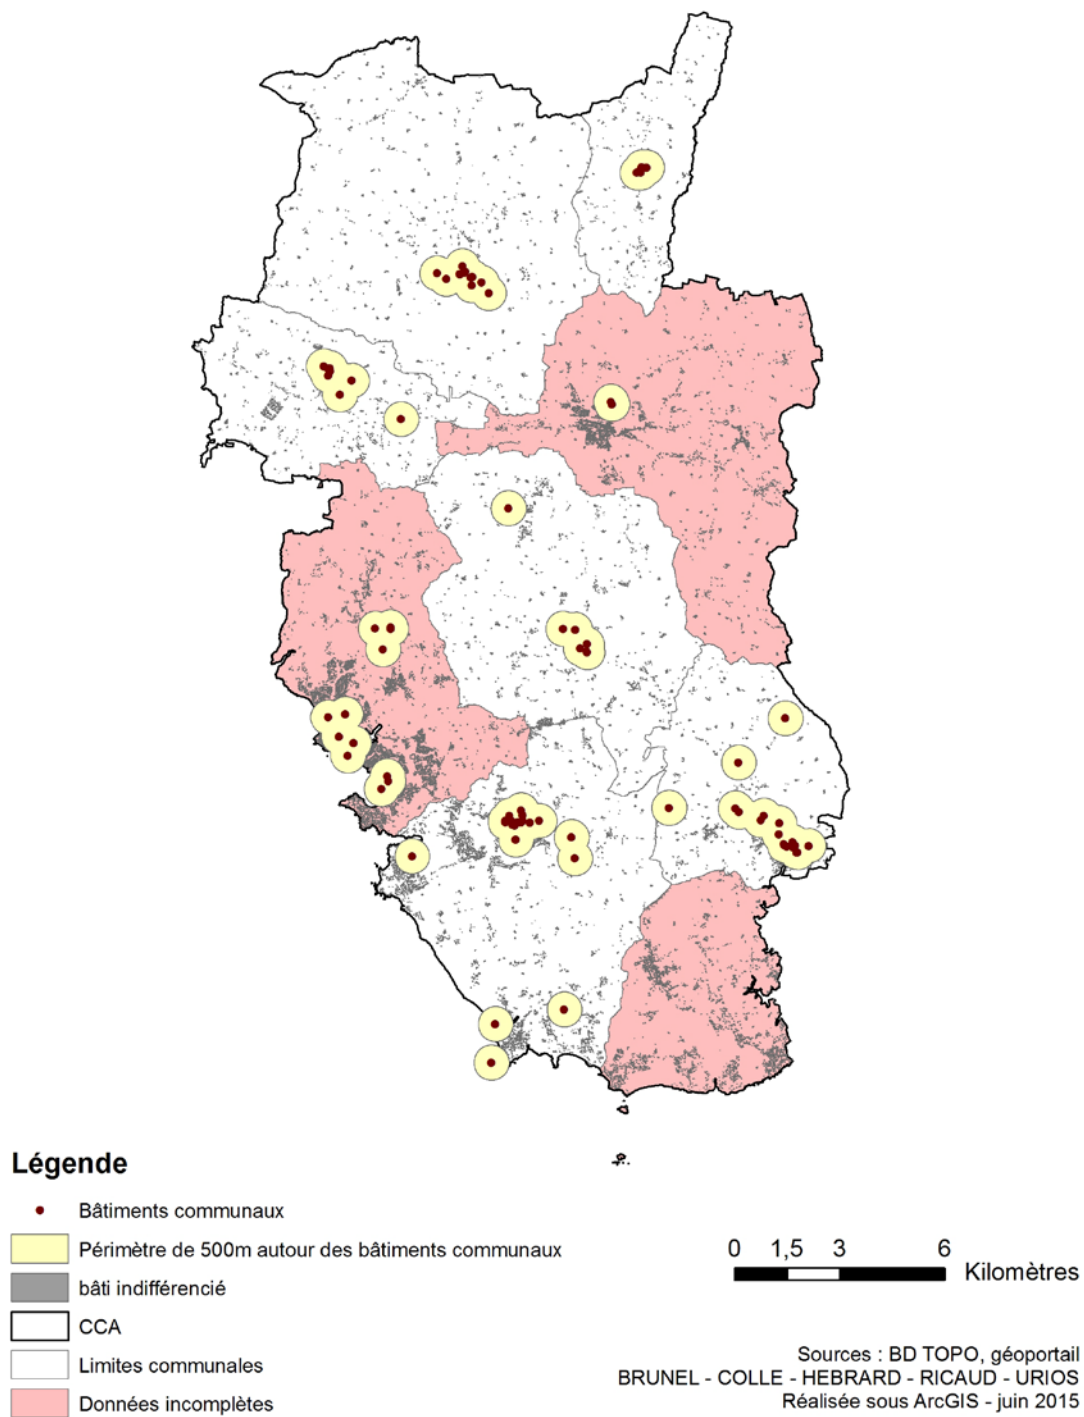 Légende
Bâtiments communaux
Périmètre de 500m autour des bâtiments communaux
bâti indifférencié
CCA
Limites communales
Données incomplètes
0 1,5 3 6
Kilomètres
Sources : BD TOPO, géoportail
BRUNEL - COLLE - HEBRARD - RICAUD - URIOS
Réalisée sous ArcGIS - juin 2015